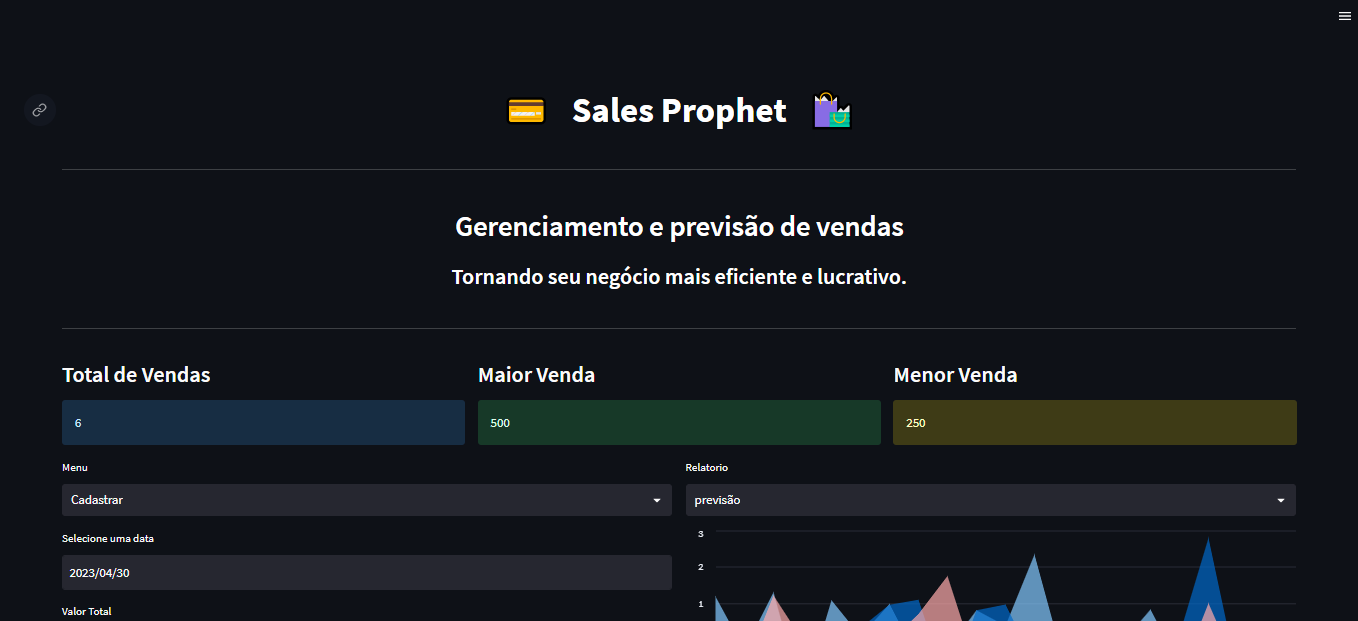 Sales Prophet
Gerenciamento e previsão de vendas
Tornando seu negócio mais eficiente e lucrativo.
Total de Vendas
6
Maior Venda
500
Menor Venda
250
Menu
Cadastrar
Selecione uma data
2023/04/30
Valor Total
Relatorio
previsão
3
2
1